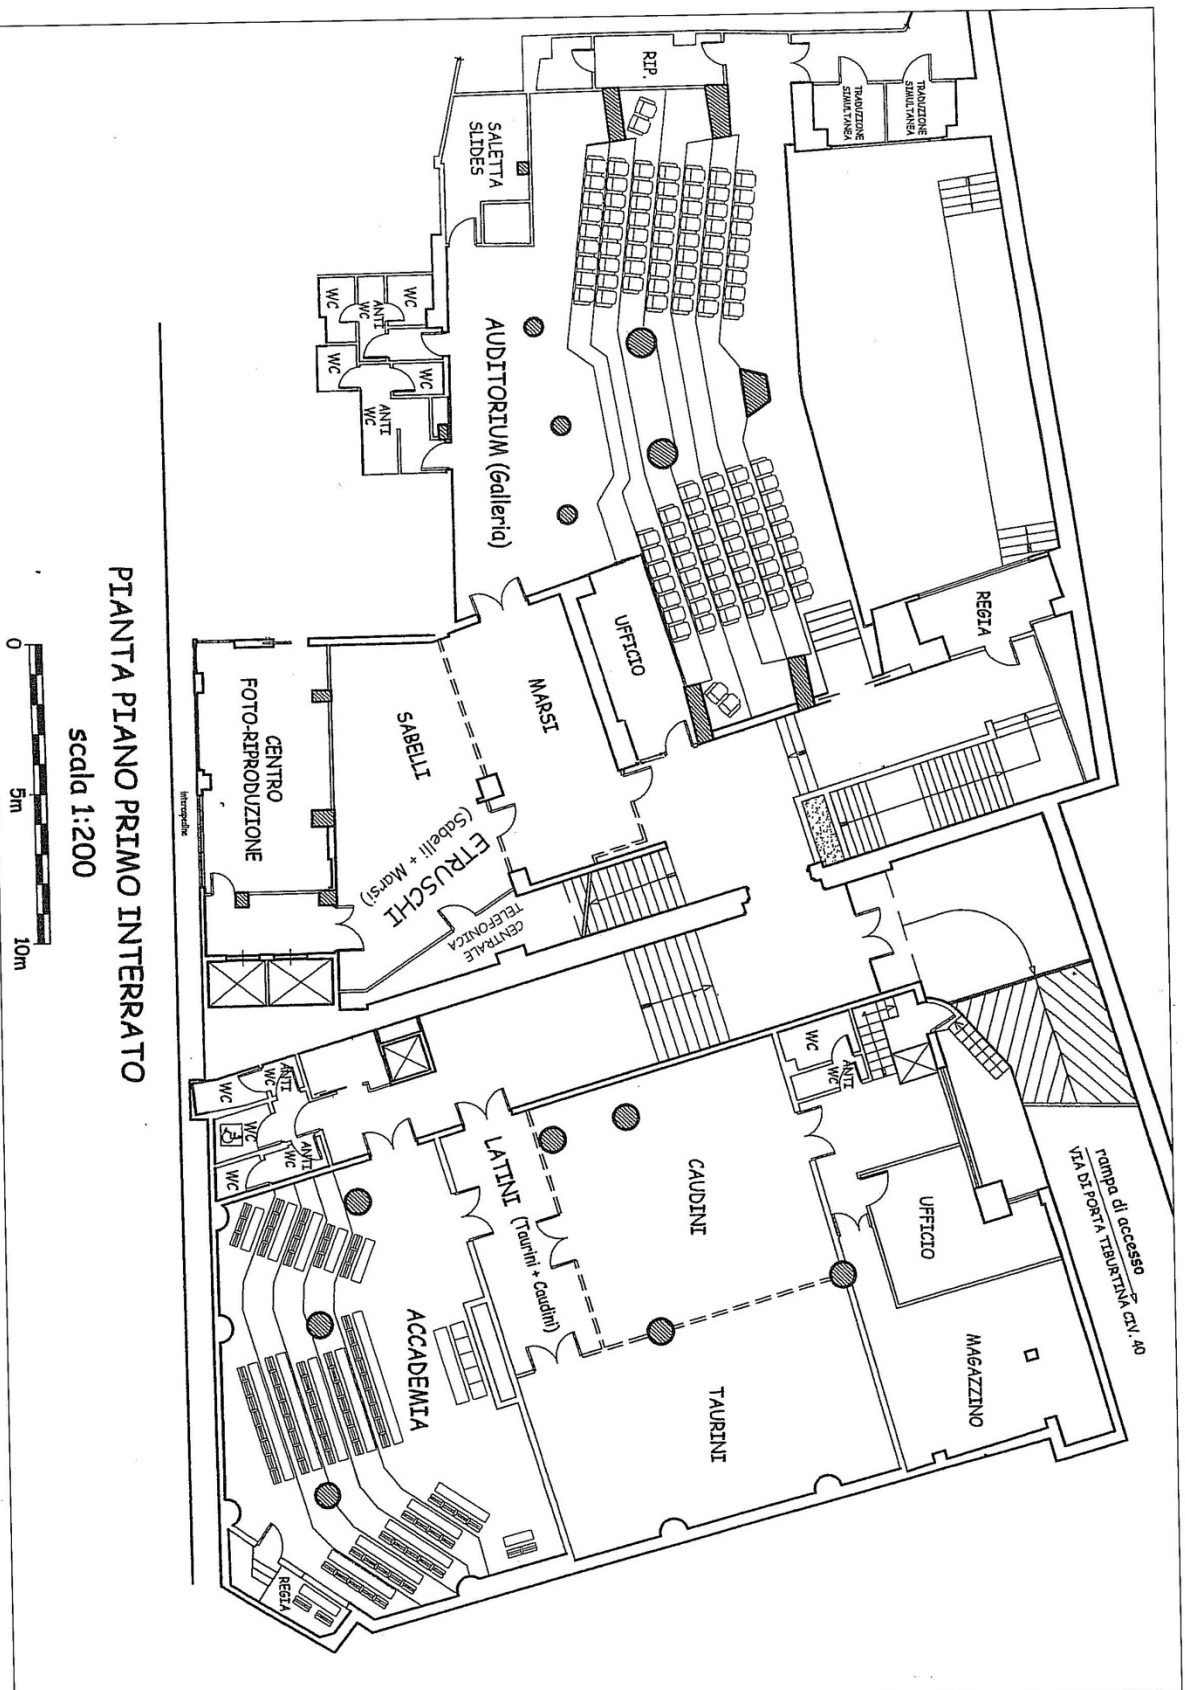 RIP.
TRADUZIONE
SIMULTANEA
TRADUZIONE
SIMULTANEA
SALETTA
SLIDES
WC
ANTI
WC
WC
WC
ANTI
WC
WC
AUDITORIUM (Galleria)
REGIA
UFFICIO
MARSI
SABELLI
ETRUSCHI
(Sabelli + Marsi)
CENTRO
FOTO-RIPRODUZIONE
CENTRALE
TELEFONICA
intercapedine
WC
ANTI
WC
ANTI
WC
WC
WC
ANTI
WC
WC
LATINI (Taurini + Caudini)
CAUDINI
UFFICIO
rampa di accesso
VIA DI PORTA TIBURTINA CIV. 40
MAGAZZINO
TAURINI
ACCADEMIA
REGIA
PIANTA PIANO PRIMO INTERRATO
scala 1:200
0
5m
10m